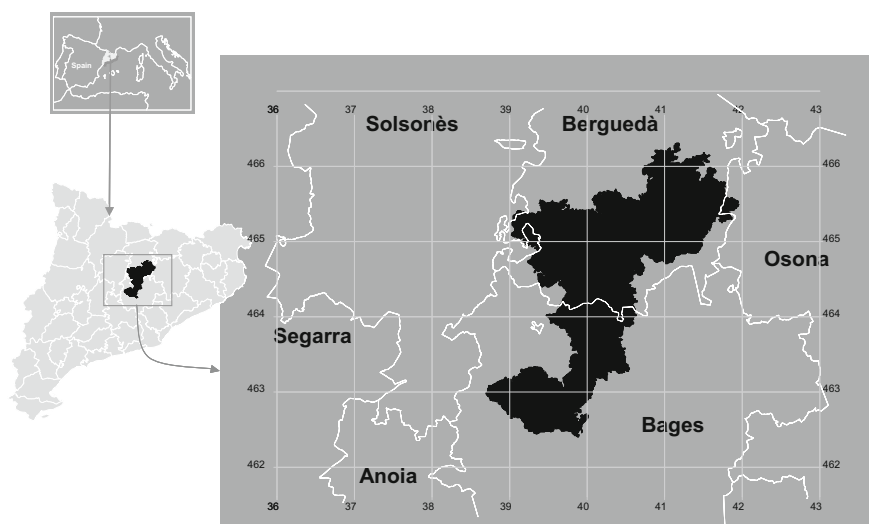 Spain
36 37 38 39 40 41 42 43
Solsonès Berguedà
466 466
465 465
Osona
464 464
Segarra
463 463
Bages
462 462
Anoia
36 37 38 39 40 41 42 43